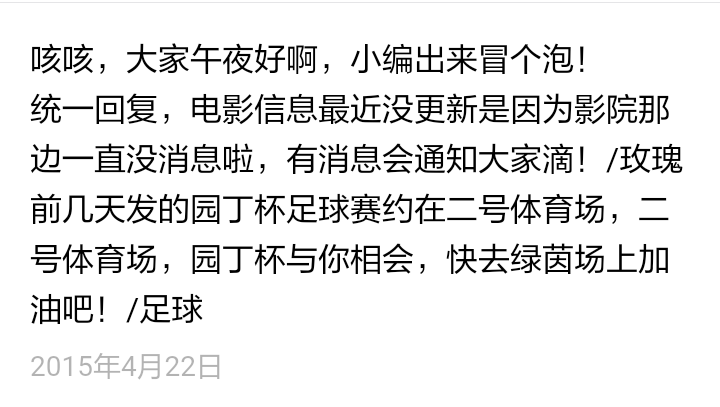 咳咳，大家午夜好啊，小编出来冒个泡！
统一回复，电影信息最近没更新是因为影院那
边一直没消息啦，有消息会通知大家滴！/玫瑰
前几天发的园丁杯足球赛约在二号体育场，二
号体育场，园丁杯与你相会，快去绿茵场上加
油吧！/足球
2015年4月22日